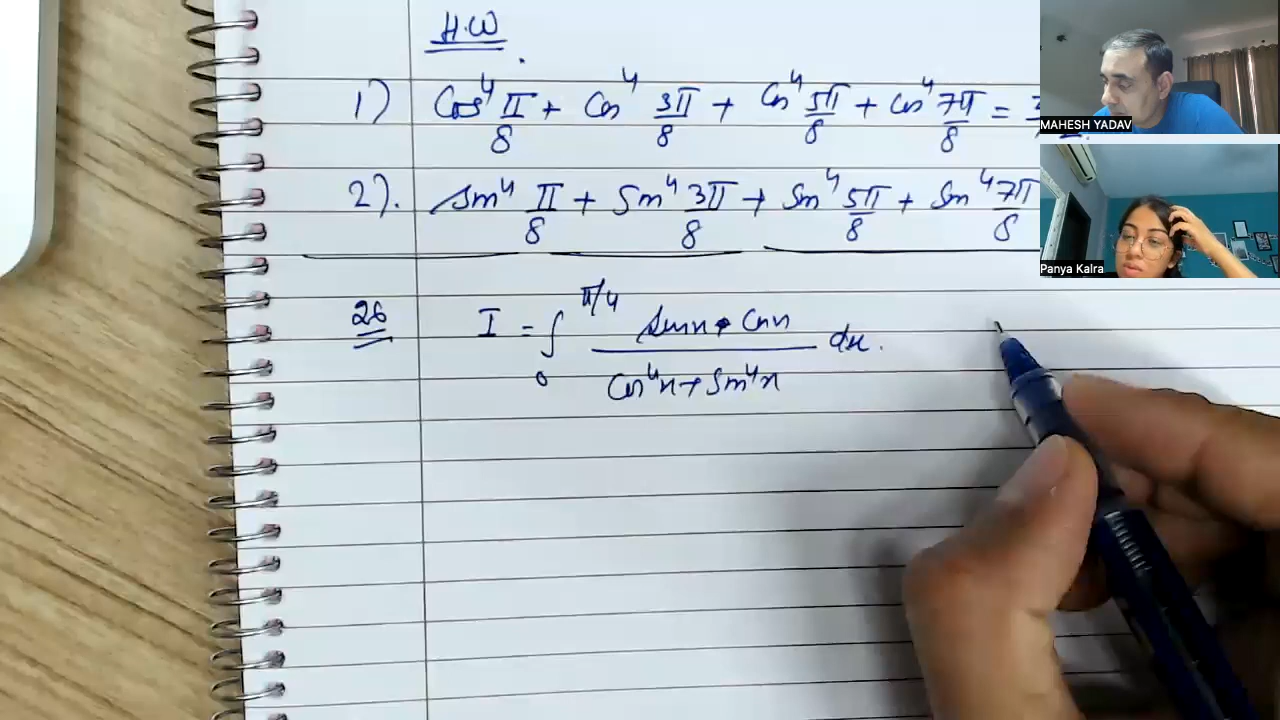 H.W.
1) Cos⁴ π/8 + Cos⁴ 3π/8 + Cos⁴ 5π/8 + Cos⁴ 7π/8 =
2). Sin⁴ π/8 + Sin⁴ 3π/8 + Sin⁴ 5π/8 + Sin⁴ 7π/8
26 I = ∫₀^π/4 Sinx • Cosx / Cos⁴x + Sin⁴x dx.
MAHESH YADAV
Panya Kalra